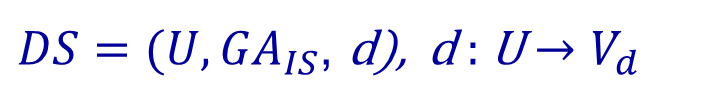 DS = (U, GA_IS, d), d: U→ V_d